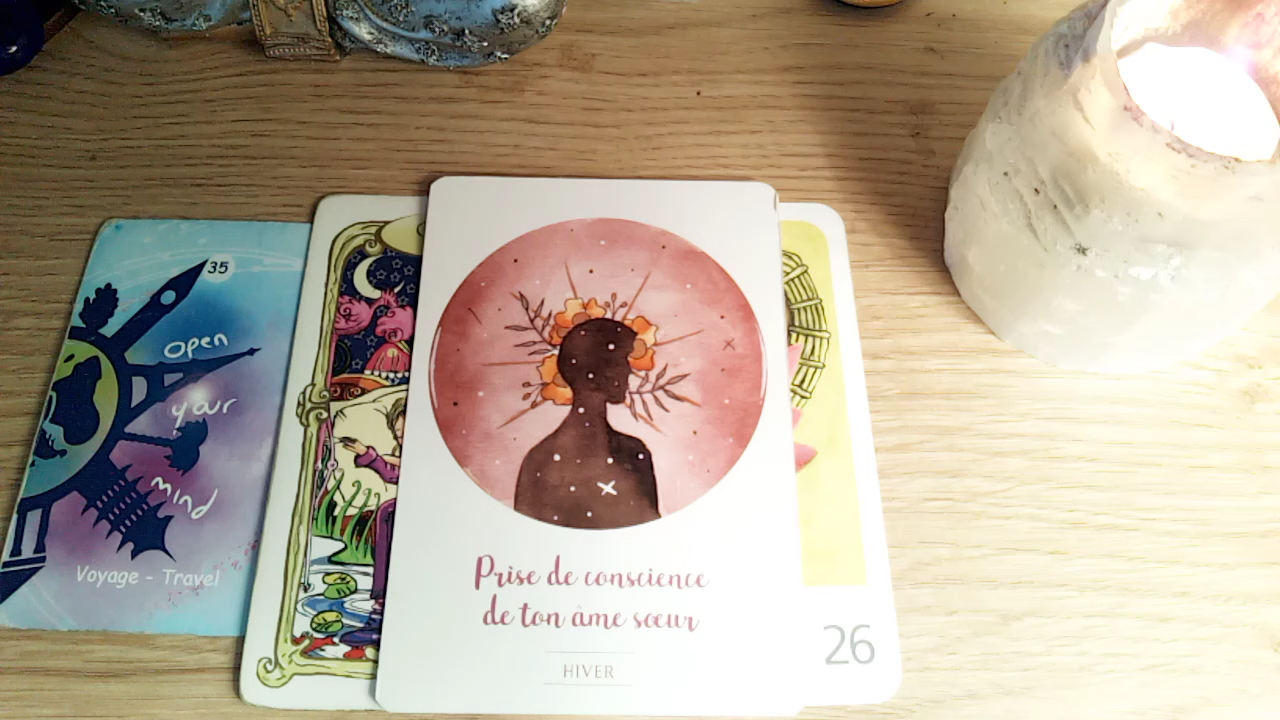 35
open
your
mind
Voyage - Travel
Prise de conscience
de ton âme sœur
HIVER
26